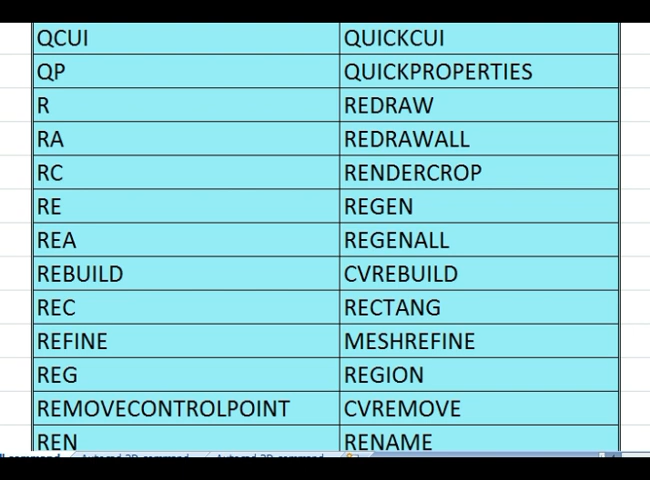 QCUI QUICKCUI
QP QUICKPROPERTIES
R REDRAW
RA REDRAWALL
RC RENDERCROP
RE REGEN
REA REGENALL
REBUILD CVREBUILD
REC RECTANG
REFINE MESHREFINE
REG REGION
REMOVECONTROLPOINT CVREMOVE
REN RENAME